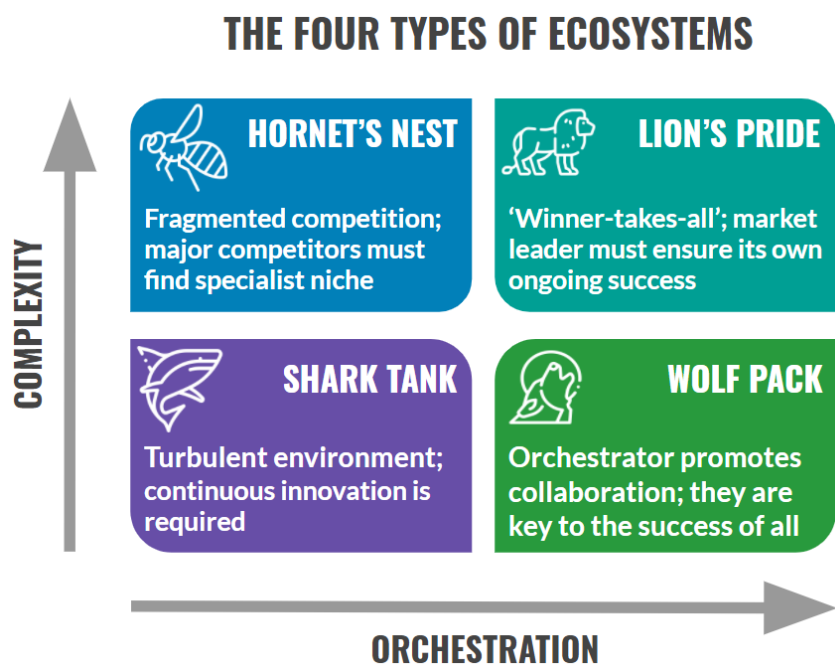 THE FOUR TYPES OF ECOSYSTEMS
COMPLEXITY
HORNET'S NEST
Fragmented competition;
major competitors must
find specialist niche
LION'S PRIDE
‘Winner-takes-all’; market
leader must ensure its own
ongoing success
SHARK TANK
Turbulent environment;
continuous innovation is
required
WOLF PACK
Orchestrator promotes
collaboration; they are
key to the success of all
ORCHESTRATION